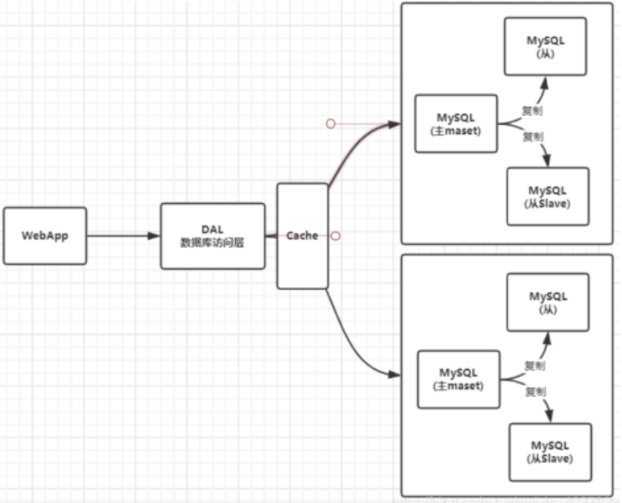 WebApp
DAL
数据库访问层
Cache
MySQL
(从)
MySQL
(主maset)
复制
复制
MySQL
(从Slave)
MySQL
(从)
MySQL
(主maset)
复制
复制
MySQL
(从Slave)